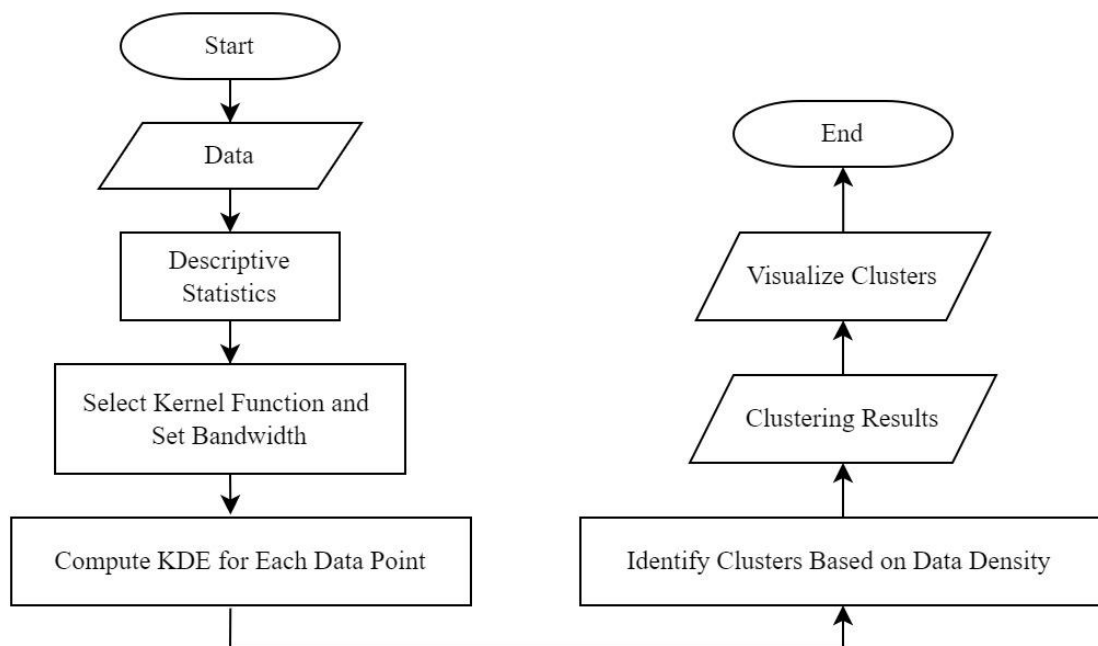 Start
Data
Descriptive
Statistics
Select Kernel Function and
Set Bandwidth
Compute KDE for Each Data Point
Identify Clusters Based on Data Density
Clustering Results
Visualize Clusters
End